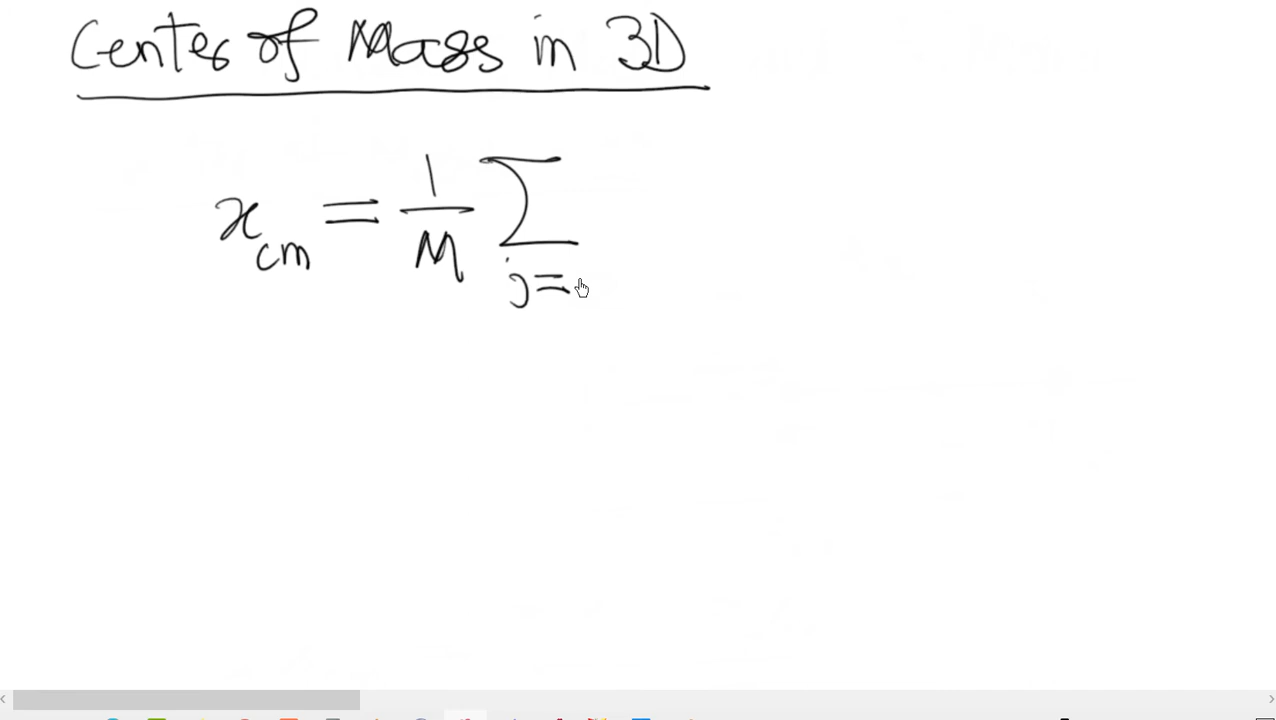 Center of Mass in 3D
x_cm = 1/M ∑ j=